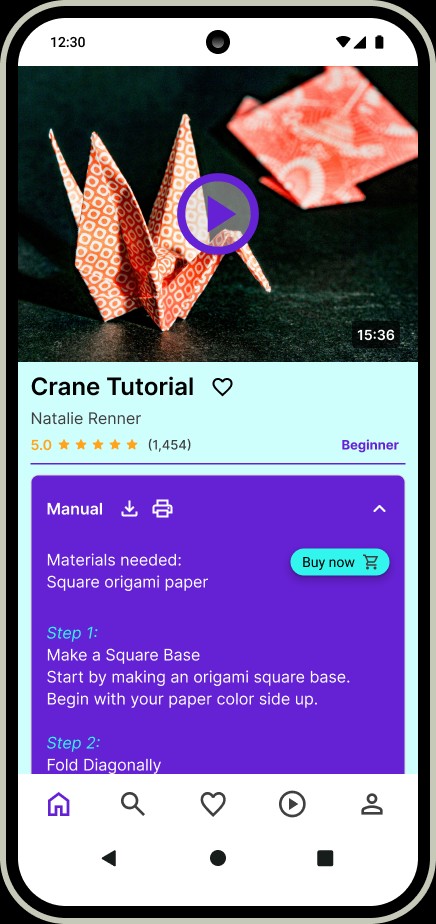 12:30
15:36
Crane Tutorial
Natalie Renner
5.0 (1,454) Beginner
Manual
Materials needed:
Square origami paper
Buy now
Step 1:
Make a Square Base
Start by making an origami square base.
Begin with your paper color side up.
Step 2:
Fold Diagonally